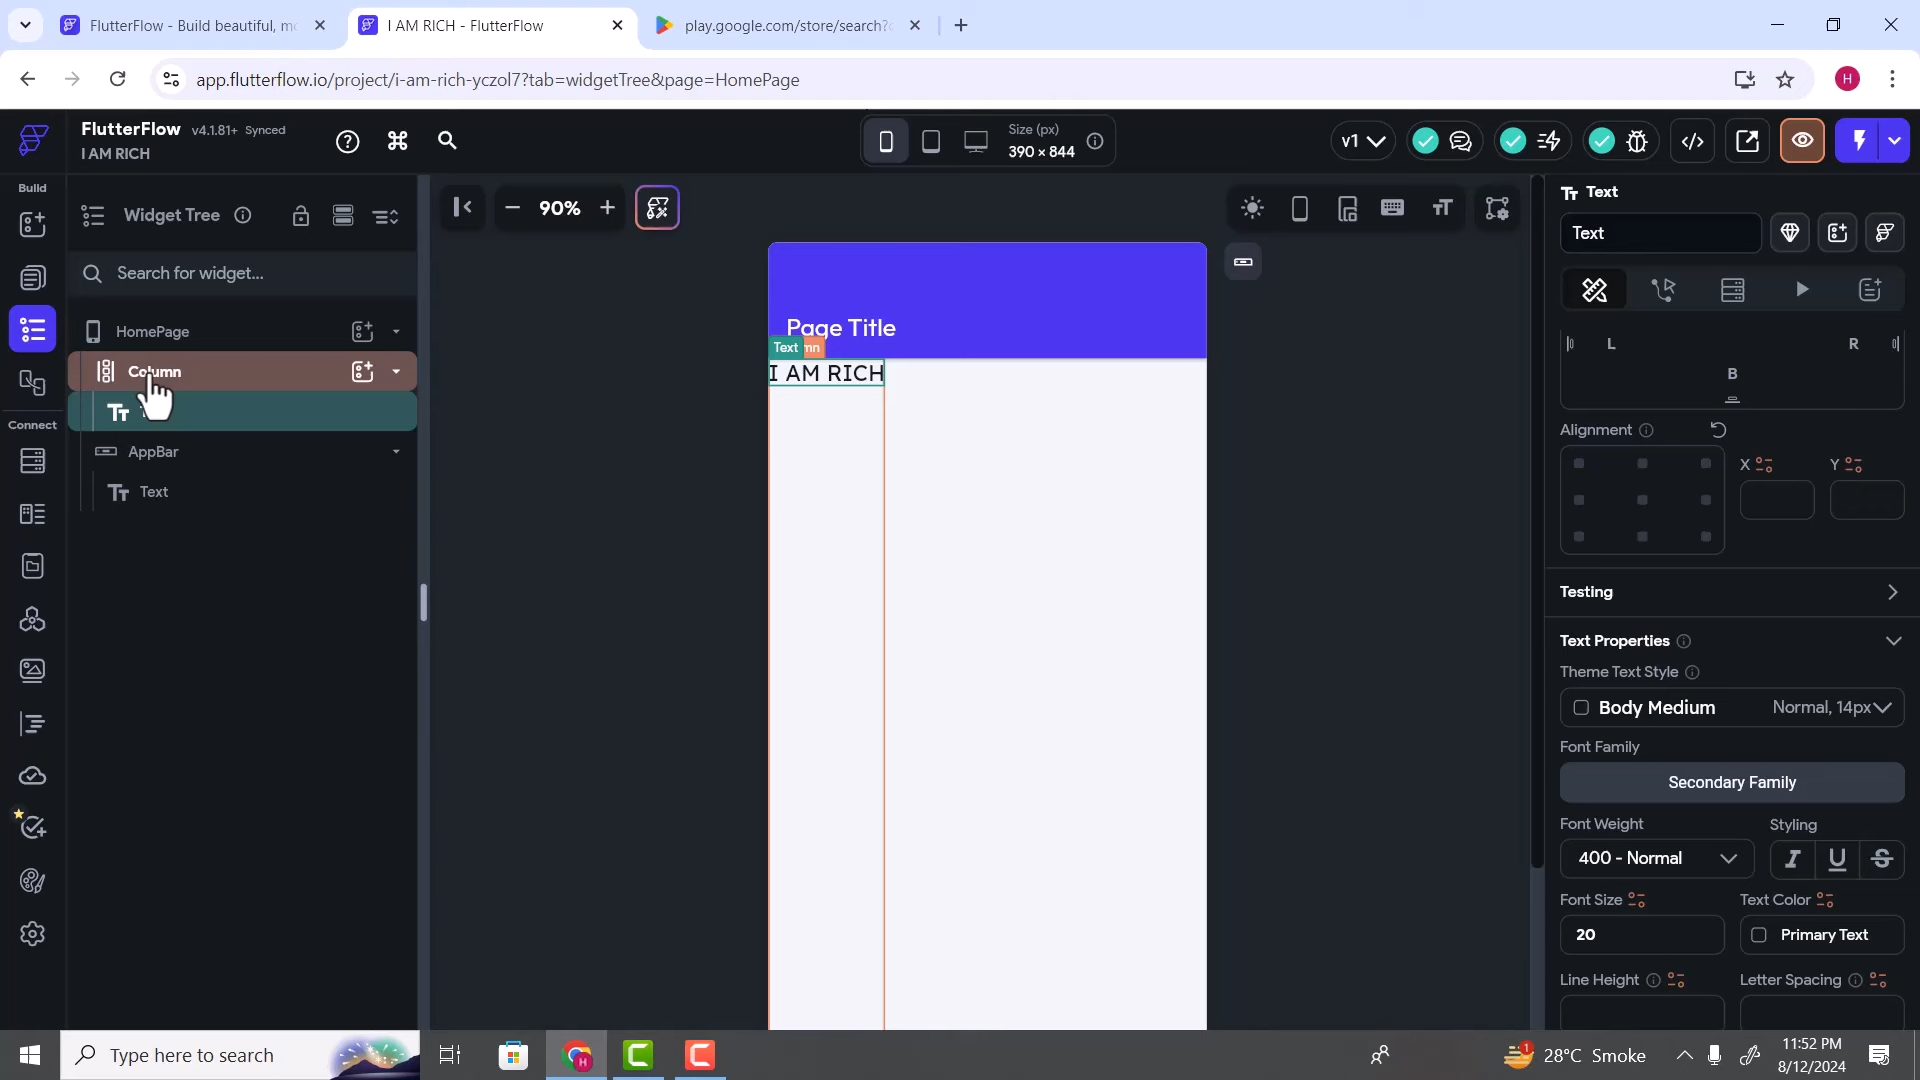 FlutterFlow - Build beautiful, mo
I AM RICH - FlutterFlow
play.google.com/store/search?
app.flutterflow.io/project/i-am-rich-yczol7?tab=widgetTree&page=HomePage
H
FlutterFlow v4.1.81+ Synced
I AM RICH
Size (px)
390 × 844
v1
Build
Widget Tree
90%
Search for widget...
HomePage
Column
AppBar
Text
Connect
Page Title
Text mn
I AM RICH
Text
Text
L
R
B
Alignment
X
Y
Testing
Text Properties
Theme Text Style
Body Medium
Normal, 14px
Font Family
Secondary Family
Font Weight
Styling
400 - Normal
Font Size
Text Color
20
Primary Text
Line Height
Letter Spacing
Type here to search
H
1
28°C Smoke
11:52 PM
8/12/2024